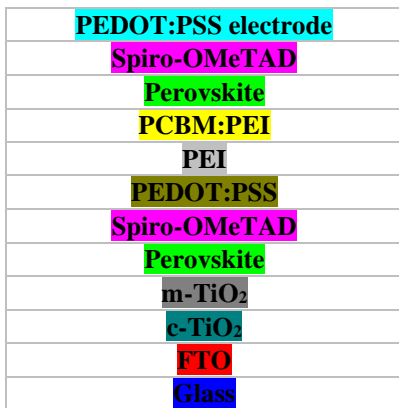 PEDOT:PSS electrode
Spiro-OMeTAD
Perovskite
PCBM:PEI
PEI
PEDOT:PSS
Spiro-OMeTAD
Perovskite
m-TiO₂
c-TiO₂
FTO
Glass